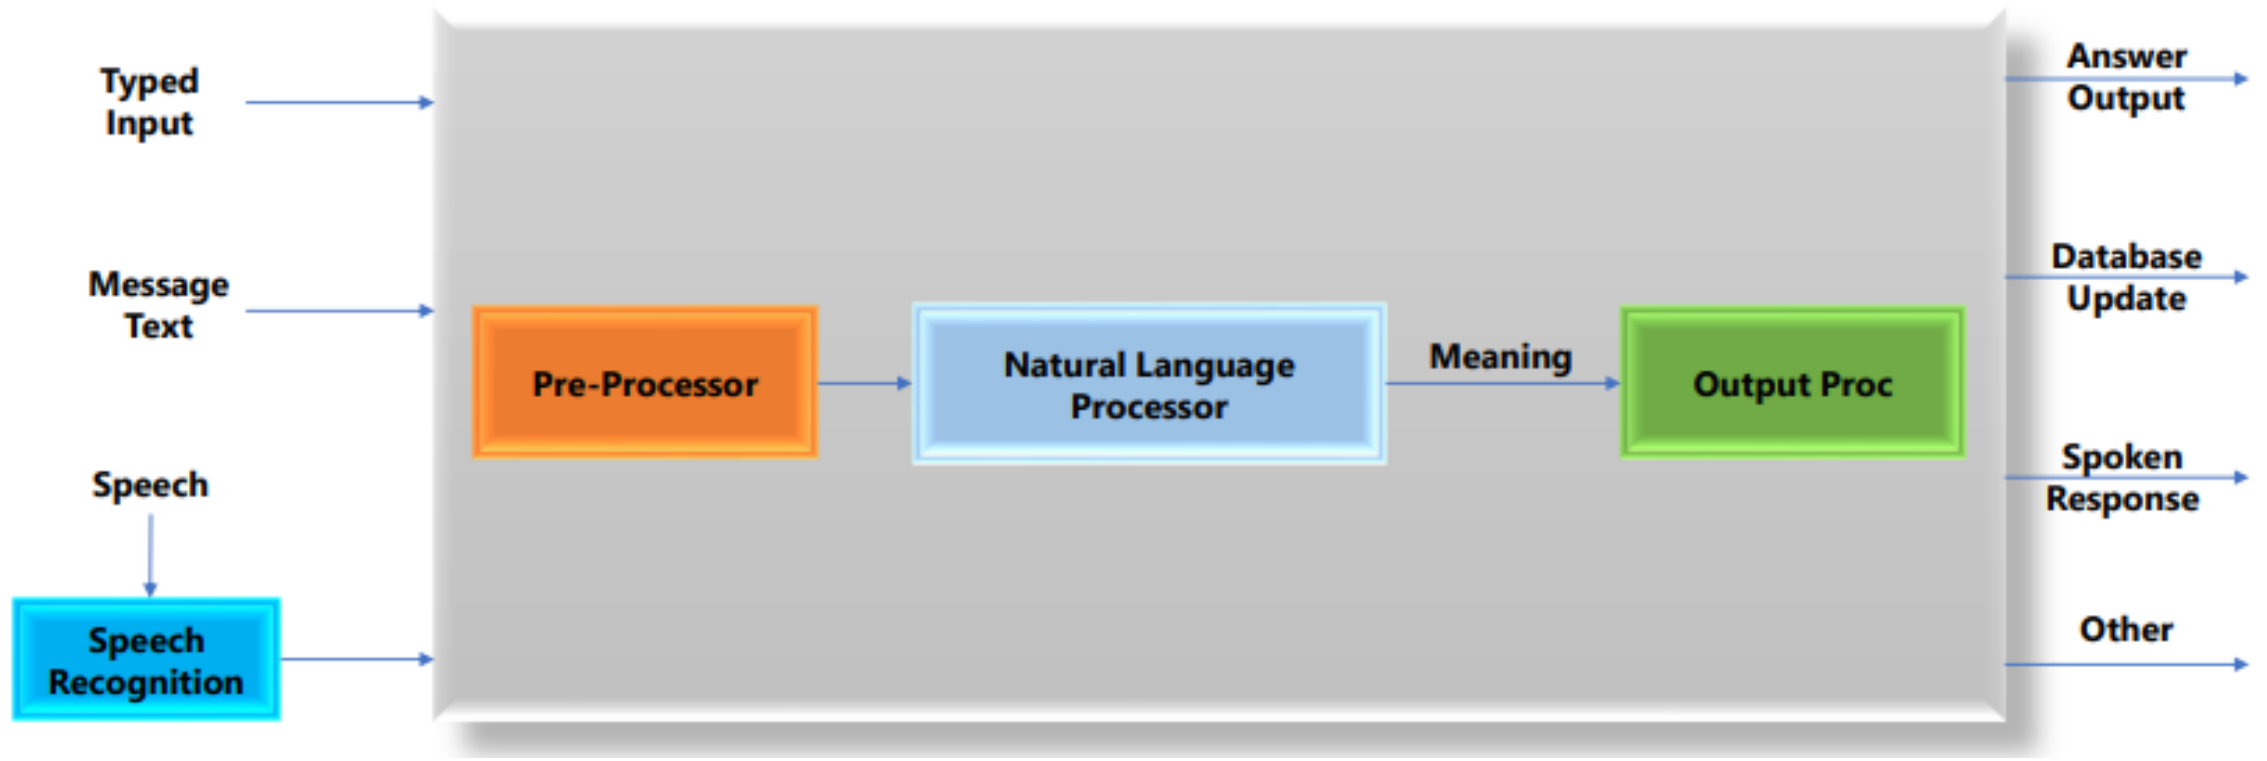 Typed
Input
Message
Text
Speech
Speech
Recognition
Pre-Processor
Natural Language
Processor
Meaning
Output Proc
Answer
Output
Database
Update
Spoken
Response
Other